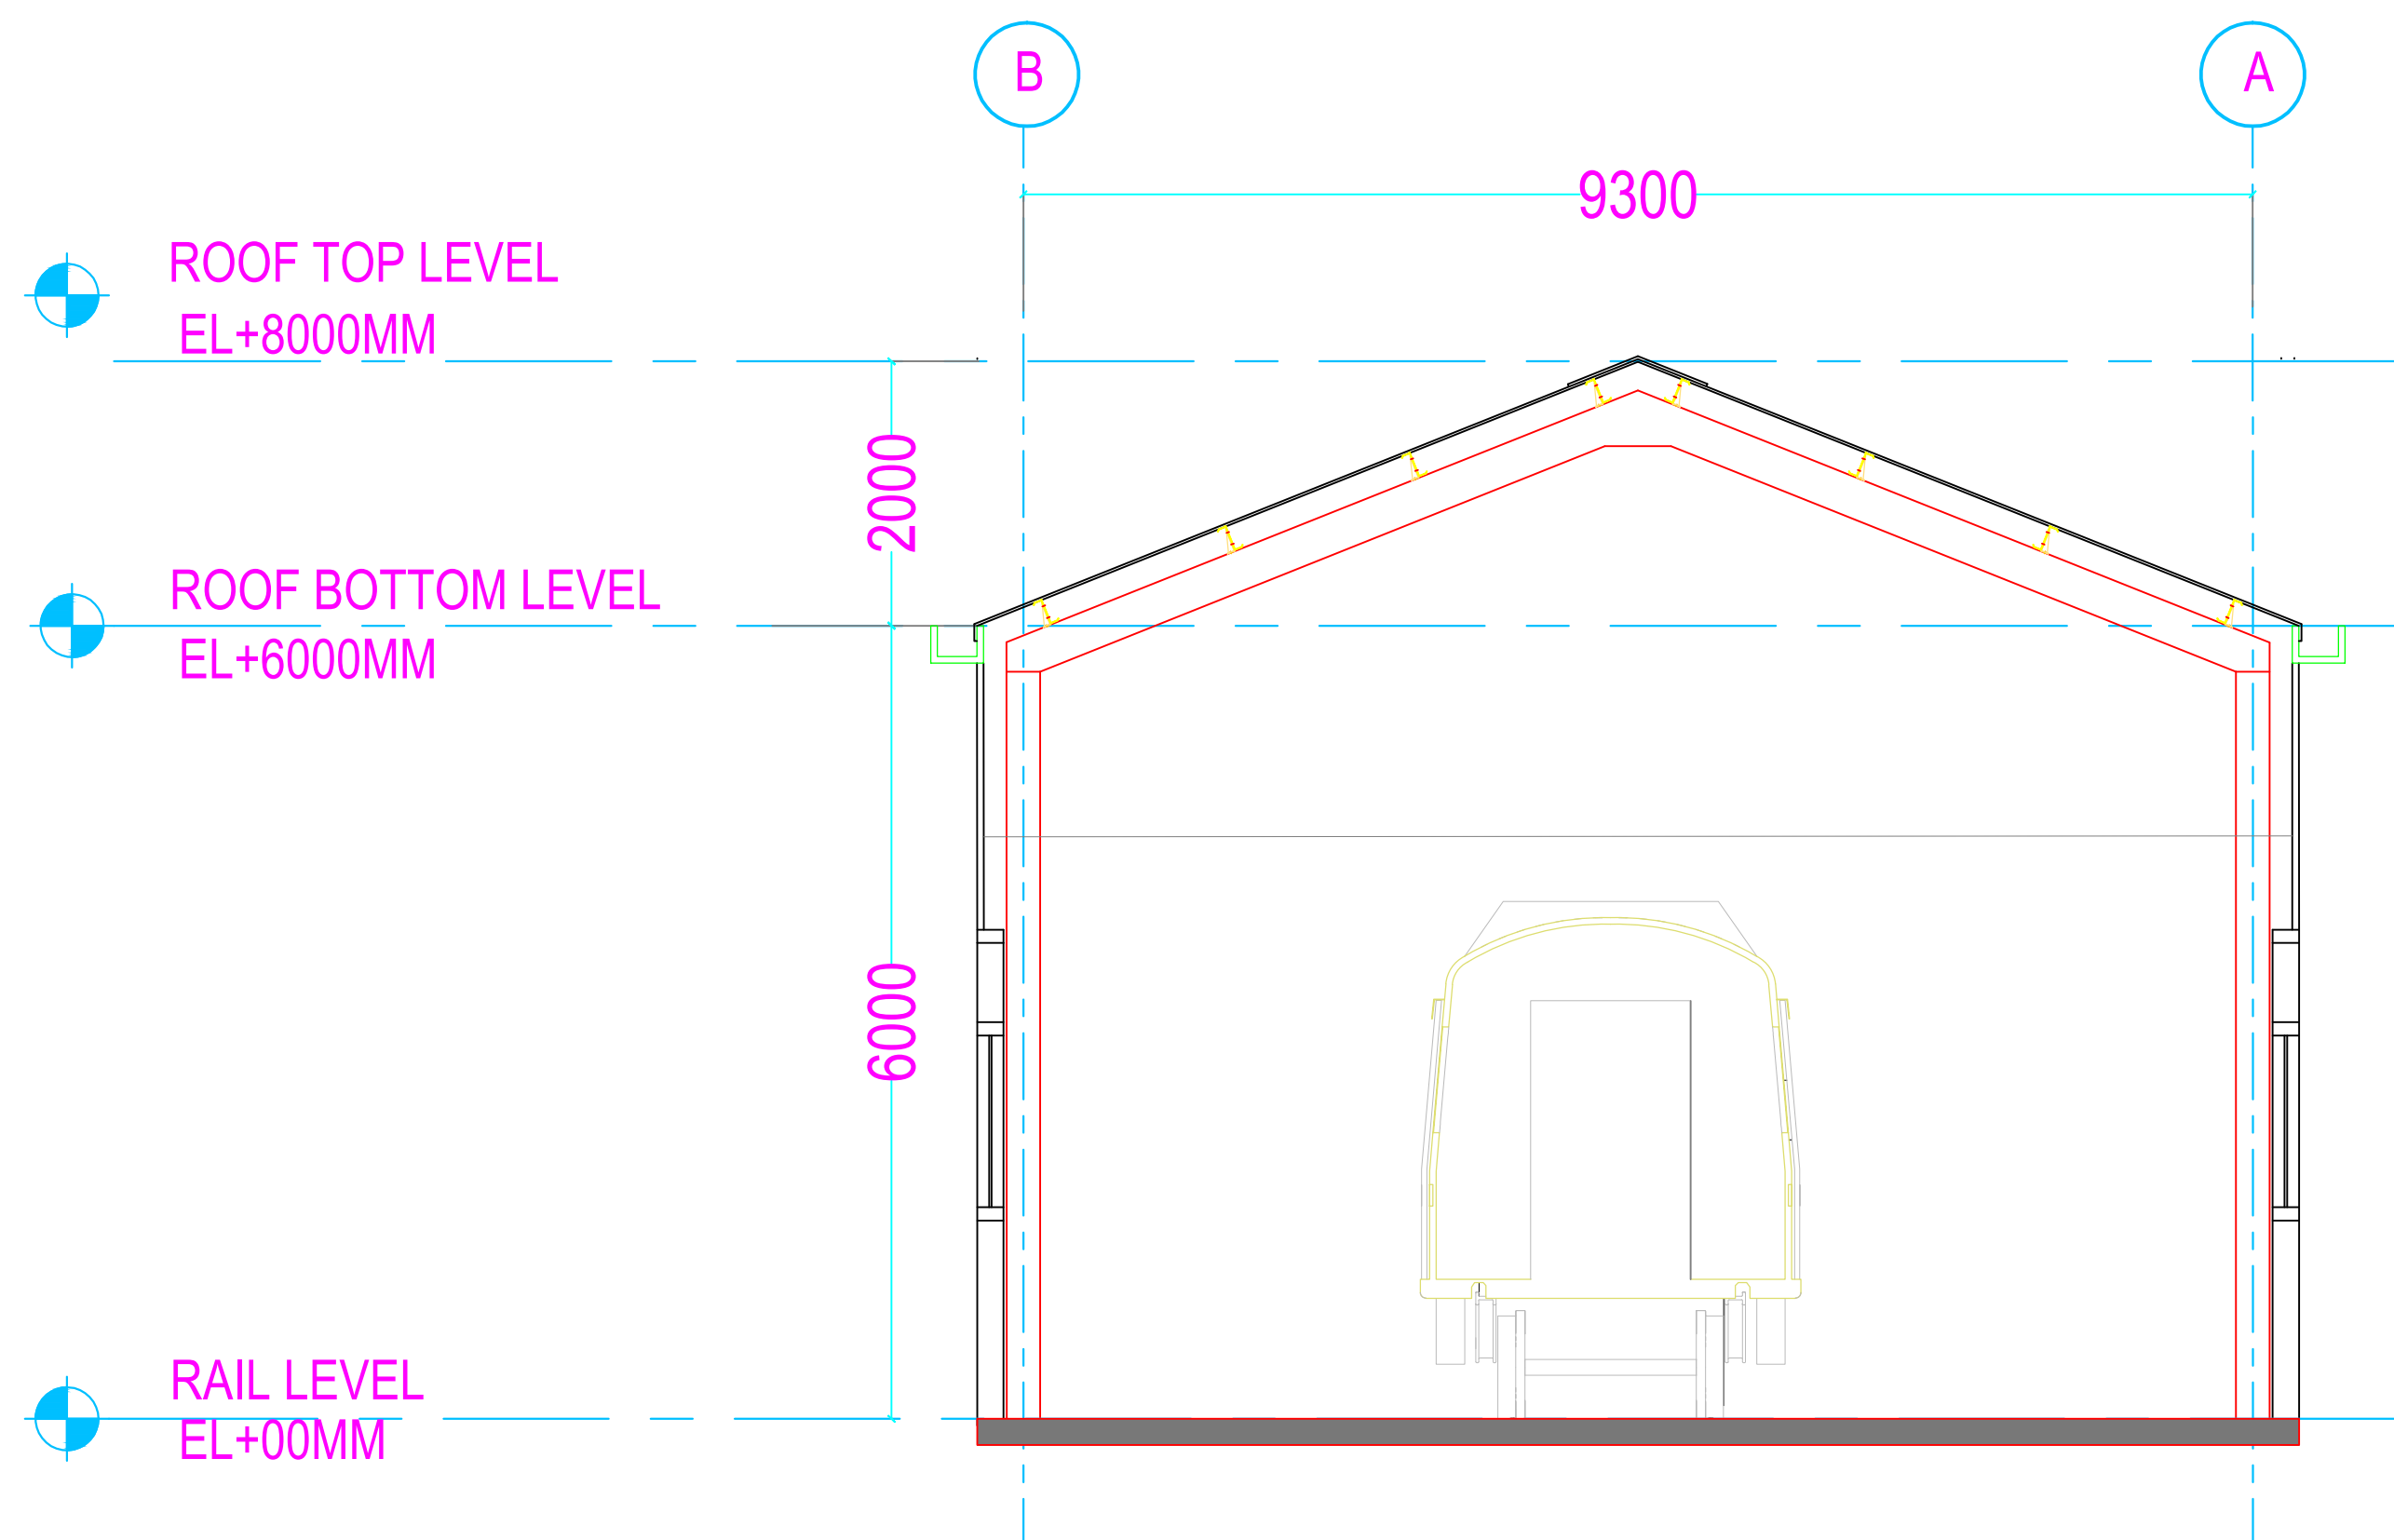 B
A
9300
ROOF TOP LEVEL
EL+8000MM
2000
ROOF BOTTOM LEVEL
EL+6000MM
6000
RAIL LEVEL
EL+00MM